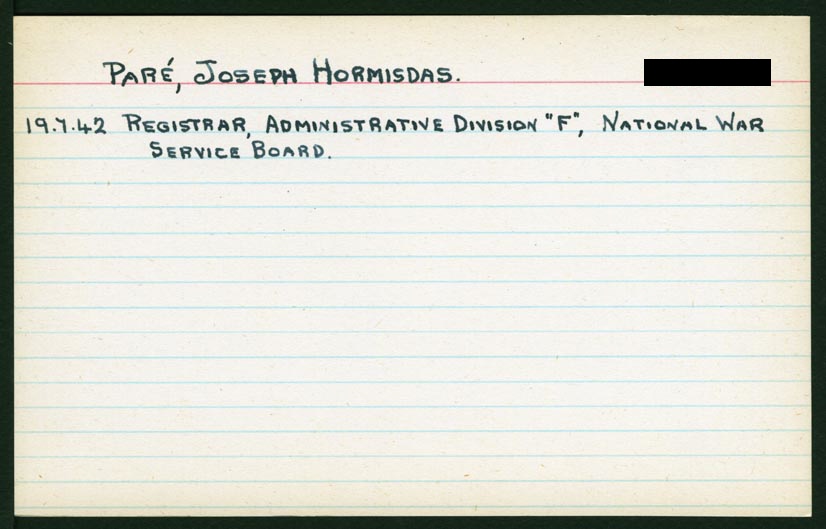 Paré, Joseph Hormisdas.
19.7.42 Registrar, Administrative Division "F", National War
Service Board.